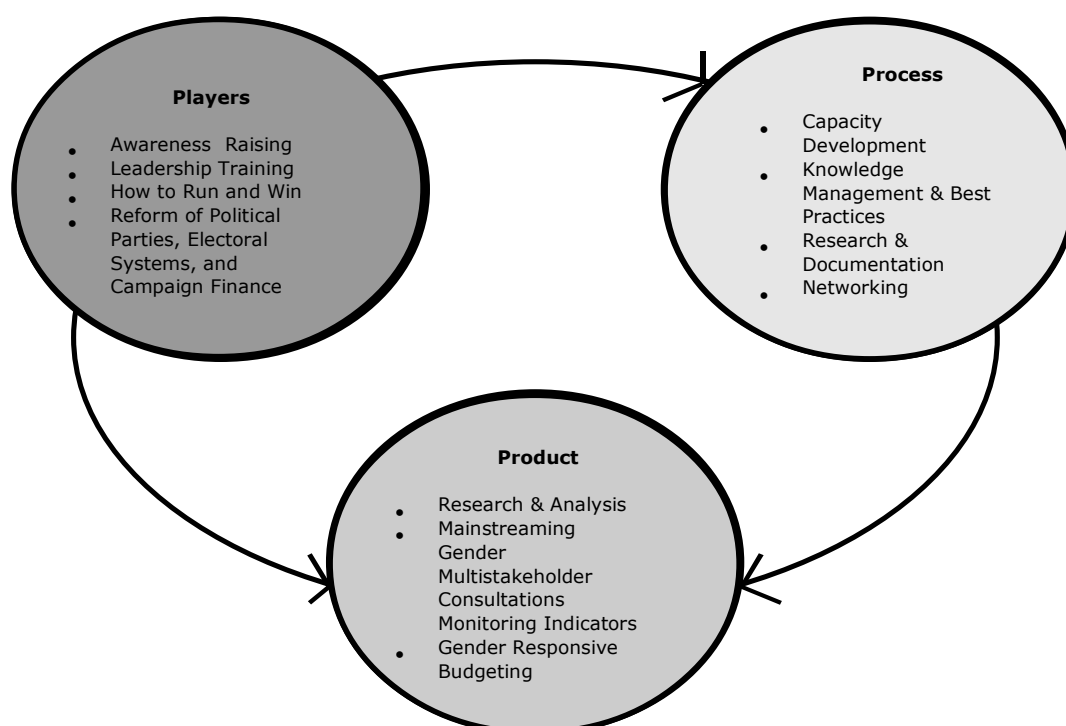 Players
• Awareness Raising
• Leadership Training
• How to Run and Win
• Reform of Political
Parties, Electoral
Systems, and
Campaign Finance
Process
• Capacity
Development
• Knowledge
Management & Best
Practices
• Research &
Documentation
• Networking
Product
• Research & Analysis
• Mainstreaming
Gender
Multistakeholder
Consultations
Monitoring Indicators
• Gender Responsive
Budgeting